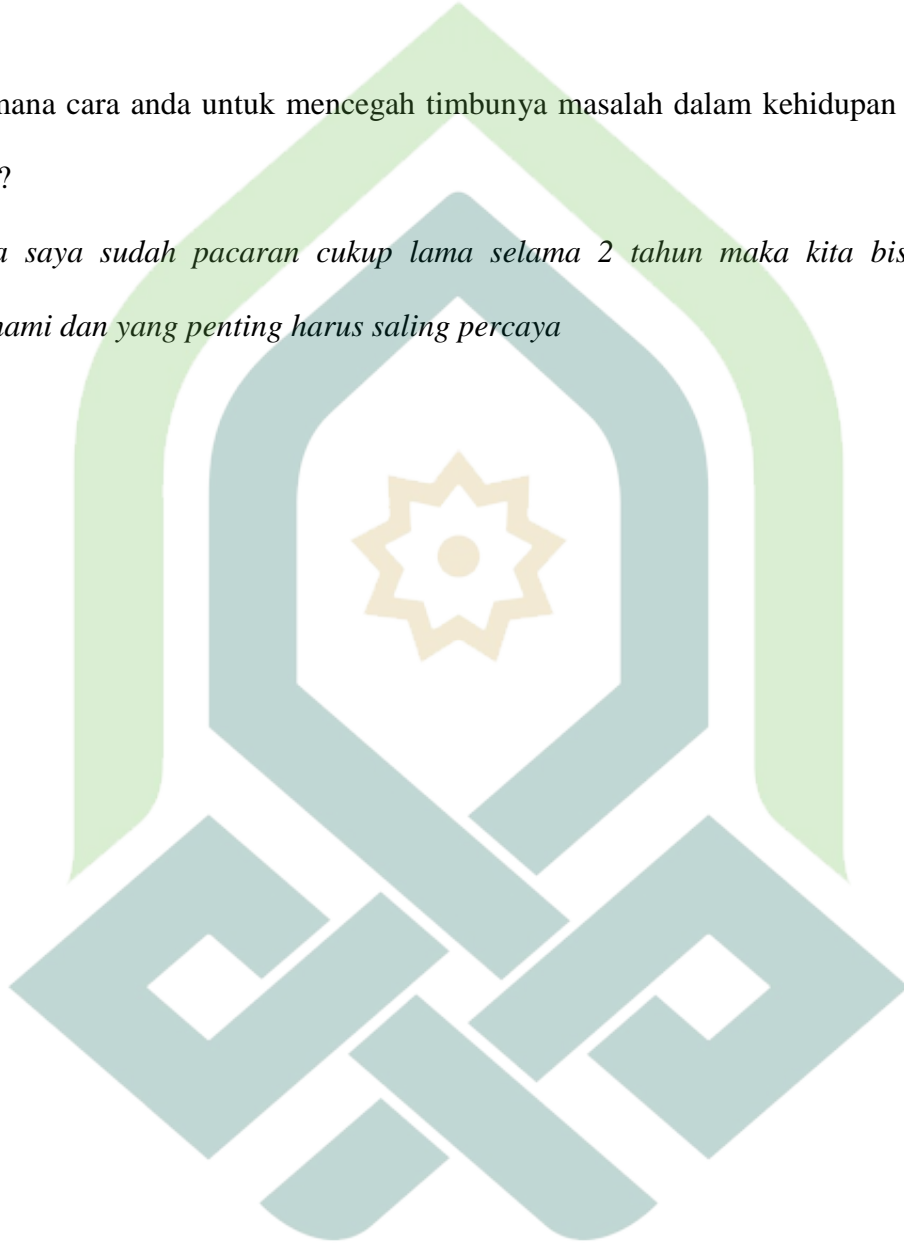 mana cara anda untuk mencegah timbunya masalah dalam kehidupan
?
a saya sudah pacaran cukup lama selama 2 tahun maka kita bis
nami dan yang penting harus saling percaya